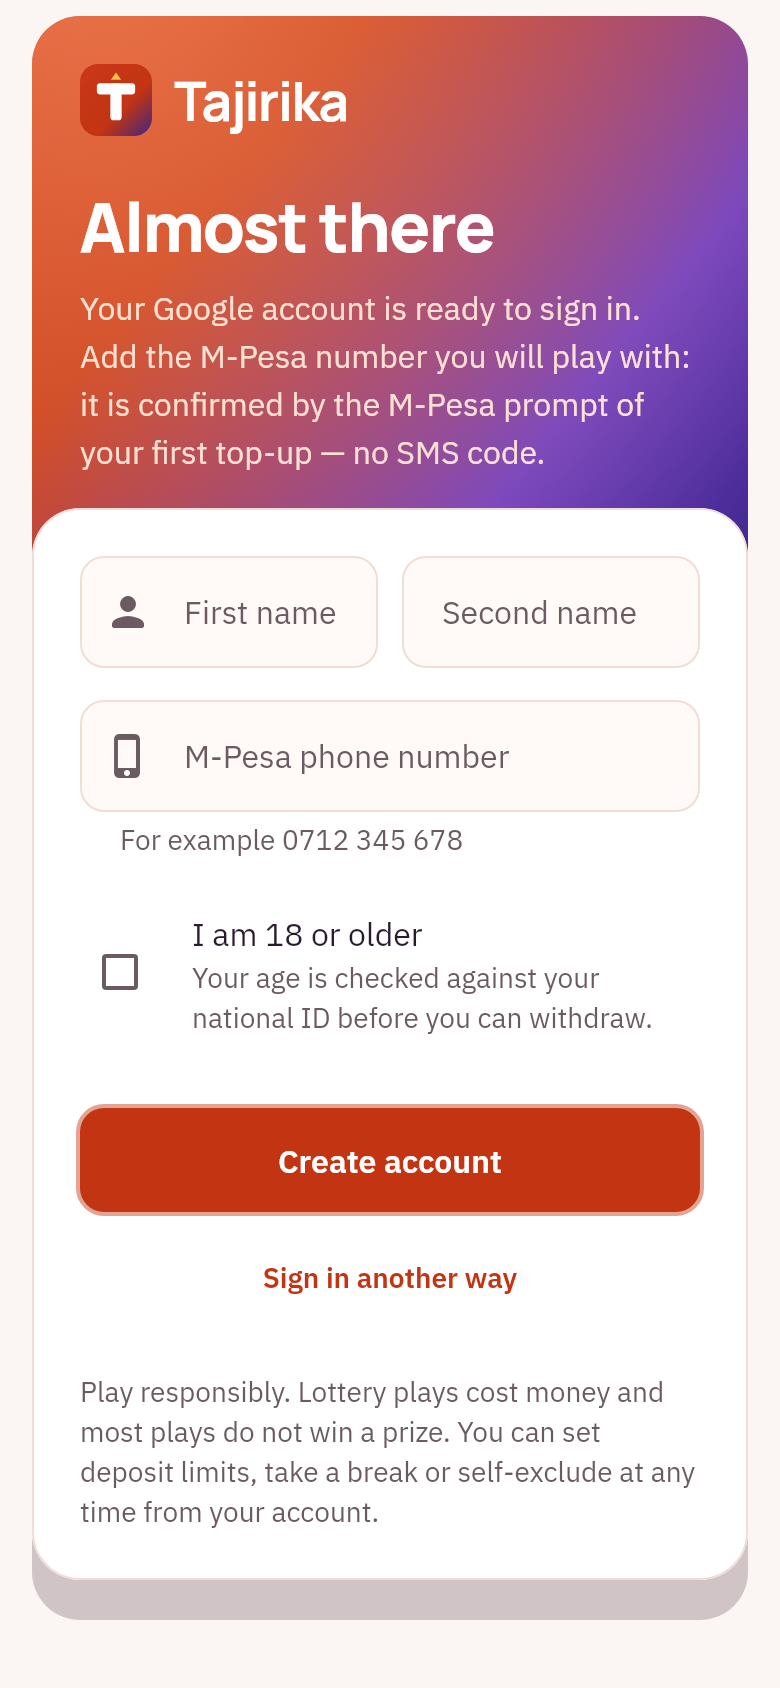 Tajirika
Almost there
Your Google account is ready to sign in.
Add the M-Pesa number you will play with:
it is confirmed by the M-Pesa prompt of
your first top-up — no SMS code.
First name
Second name
M-Pesa phone number
For example 0712 345 678
I am 18 or older
Your age is checked against your
national ID before you can withdraw.
Create account
Sign in another way
Play responsibly. Lottery plays cost money and
most plays do not win a prize. You can set
deposit limits, take a break or self-exclude at any
time from your account.